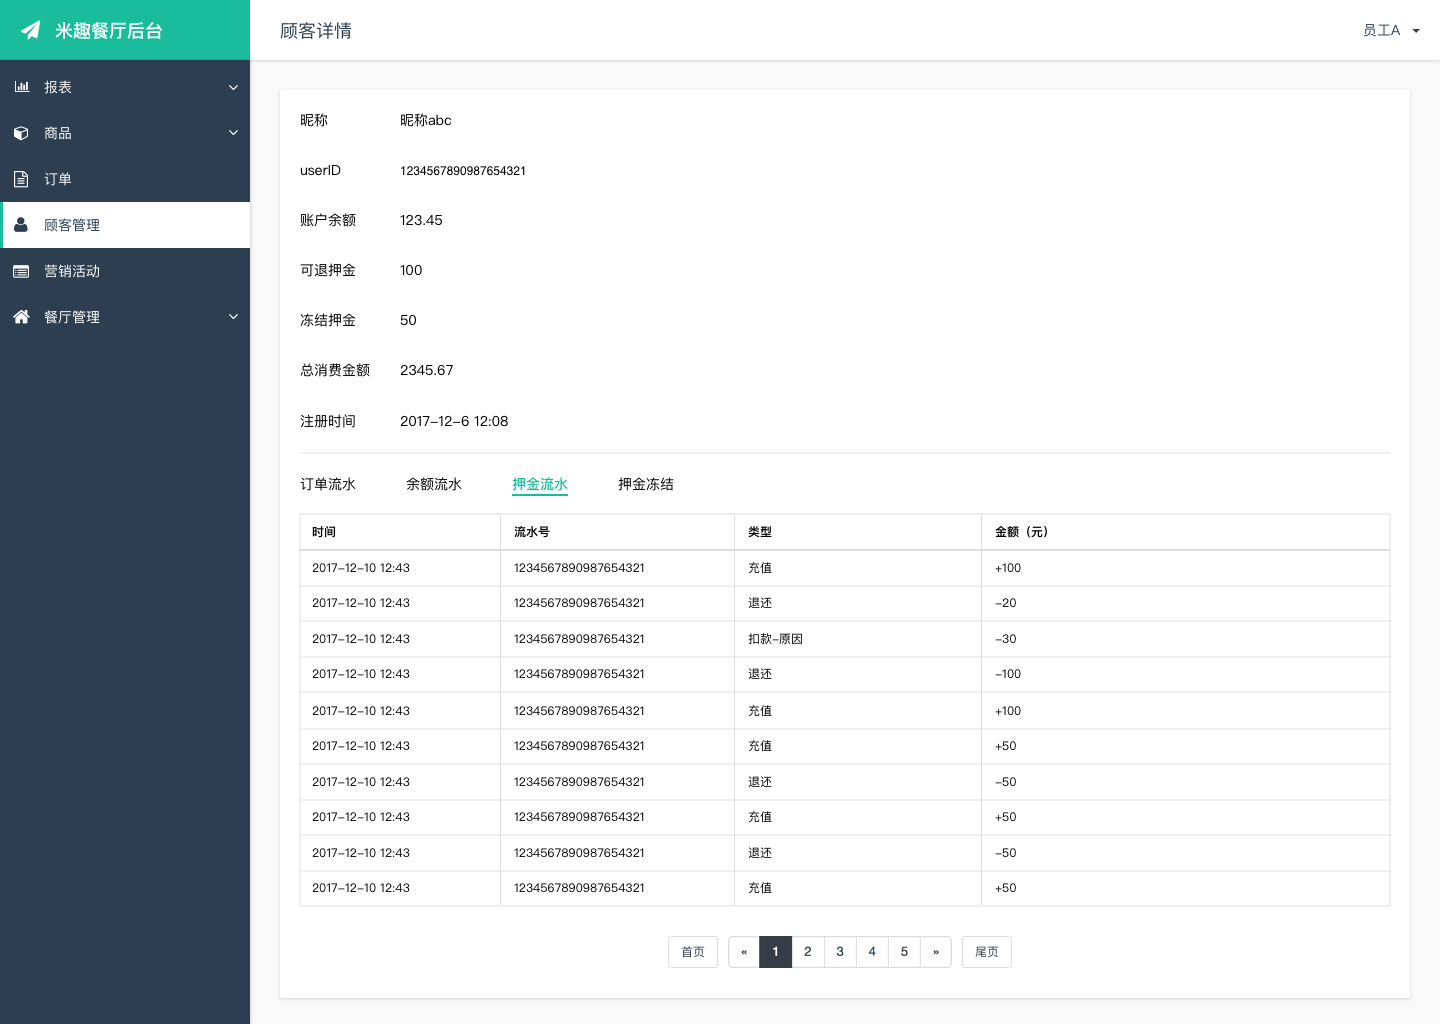 米趣餐厅后台
顾客详情
员工A
报表
商品
订单
顾客管理
营销活动
餐厅管理
昵称 昵称abc
userID 1234567890987654321
账户余额 123.45
可退押金 100
冻结押金 50
总消费金额 2345.67
注册时间 2017-12-6 12:08
订单流水 余额流水 押金流水 押金冻结
时间 流水号 类型 金额（元）
2017-12-10 12:43 1234567890987654321 充值 +100
2017-12-10 12:43 1234567890987654321 退还 -20
2017-12-10 12:43 1234567890987654321 扣款-原因 -30
2017-12-10 12:43 1234567890987654321 退还 -100
2017-12-10 12:43 1234567890987654321 充值 +100
2017-12-10 12:43 1234567890987654321 充值 +50
2017-12-10 12:43 1234567890987654321 退还 -50
2017-12-10 12:43 1234567890987654321 充值 +50
2017-12-10 12:43 1234567890987654321 退还 -50
2017-12-10 12:43 1234567890987654321 充值 +50
首页 « 1 2 3 4 5 » 尾页